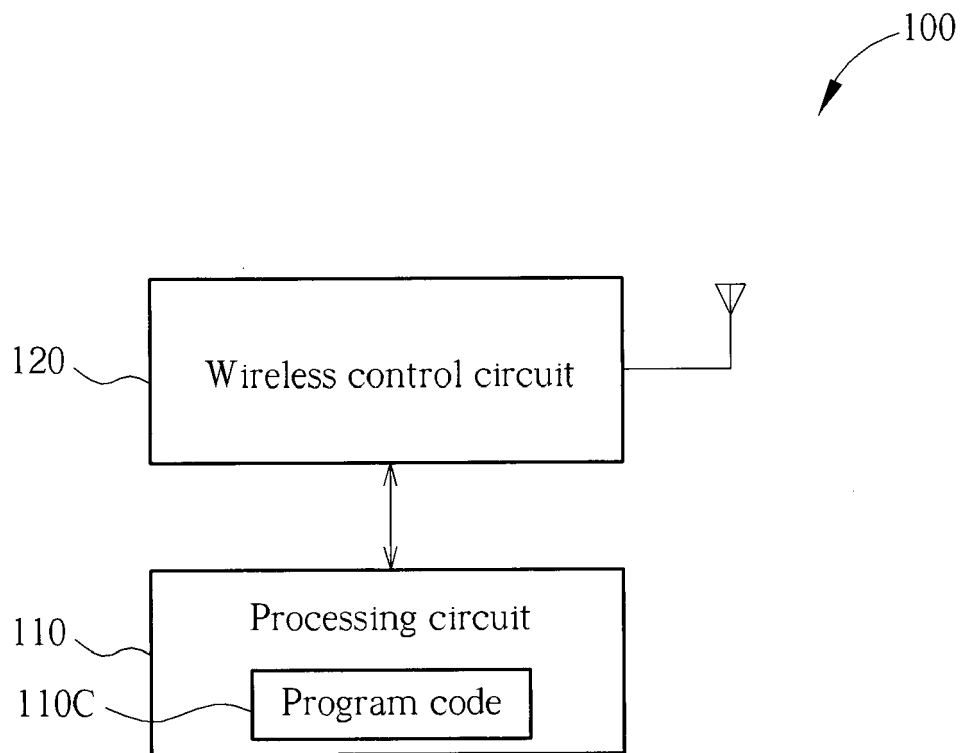 100
120
Wireless control circuit
110
Processing circuit
110C
Program code